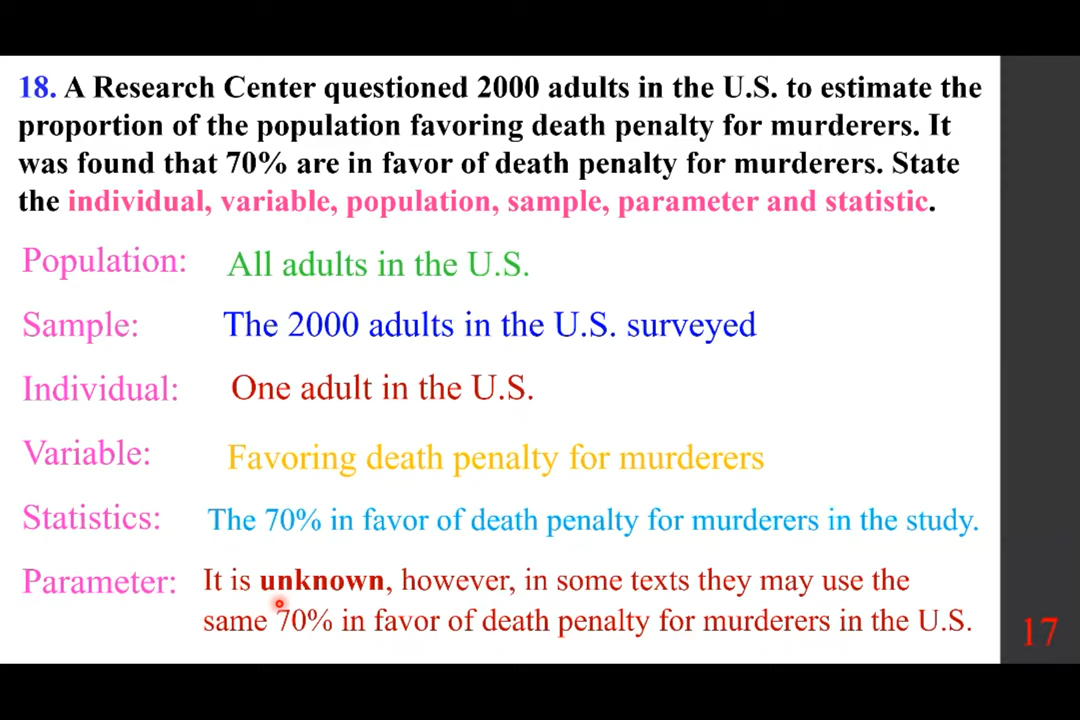 18. A Research Center questioned 2000 adults in the U.S. to estimate the
proportion of the population favoring death penalty for murderers. It
was found that 70% are in favor of death penalty for murderers. State
the individual, variable, population, sample, parameter and statistic.
Population: All adults in the U.S.
Sample: The 2000 adults in the U.S. surveyed
Individual: One adult in the U.S.
Variable: Favoring death penalty for murderers
Statistics: The 70% in favor of death penalty for murderers in the study.
Parameter: It is unknown, however, in some texts they may use the
same 70% in favor of death penalty for murderers in the U.S.
17